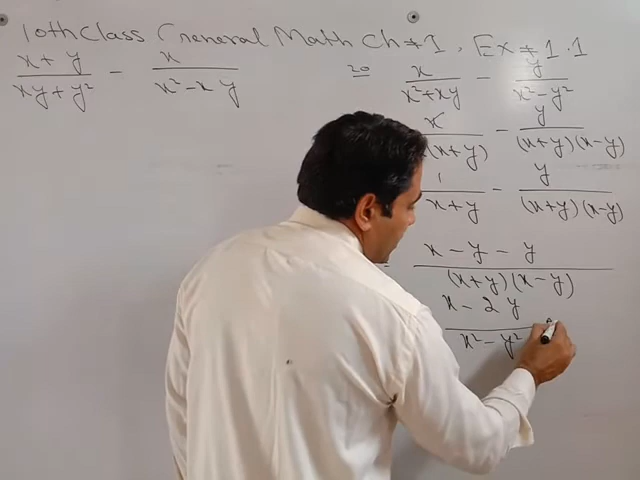 10th Class General Math Ch # 1 , Ex # 1.1
(x + y)/(xy + y²) - x/(x² - xy)
20 x/(x² + xy) - y/(x² - y²)
x/(x+y) - y/((x+y)(x-y))
1/(x+y) - y/((x+y)(x-y))
= (x - y - y)/((x+y)(x-y))
(x - 2y)/(x² - y²)